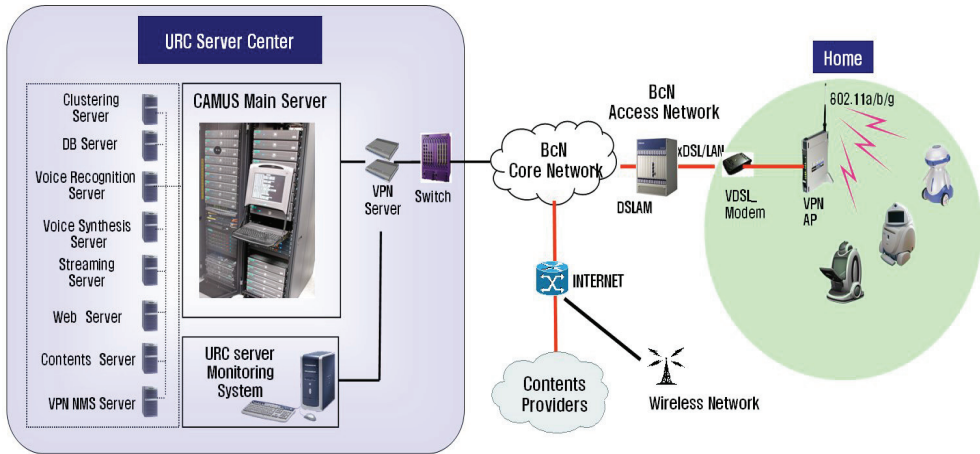 URC Server Center
Clustering
Server
DB Server
Voice Recognition
Server
Voice Synthesis
Server
Streaming
Server
Web Server
Contents Server
VPN NMS Server
CAMUS Main Server
URC server
Monitoring
System
VPN
Server
Switch
BcN
Core Network
BcN
Access Network
xDSL/LAN
DSLAM
INTERNET
Contents
Providers
Wireless Network
Home
802.11a/b/g
VDSL
Modem
VPN
AP